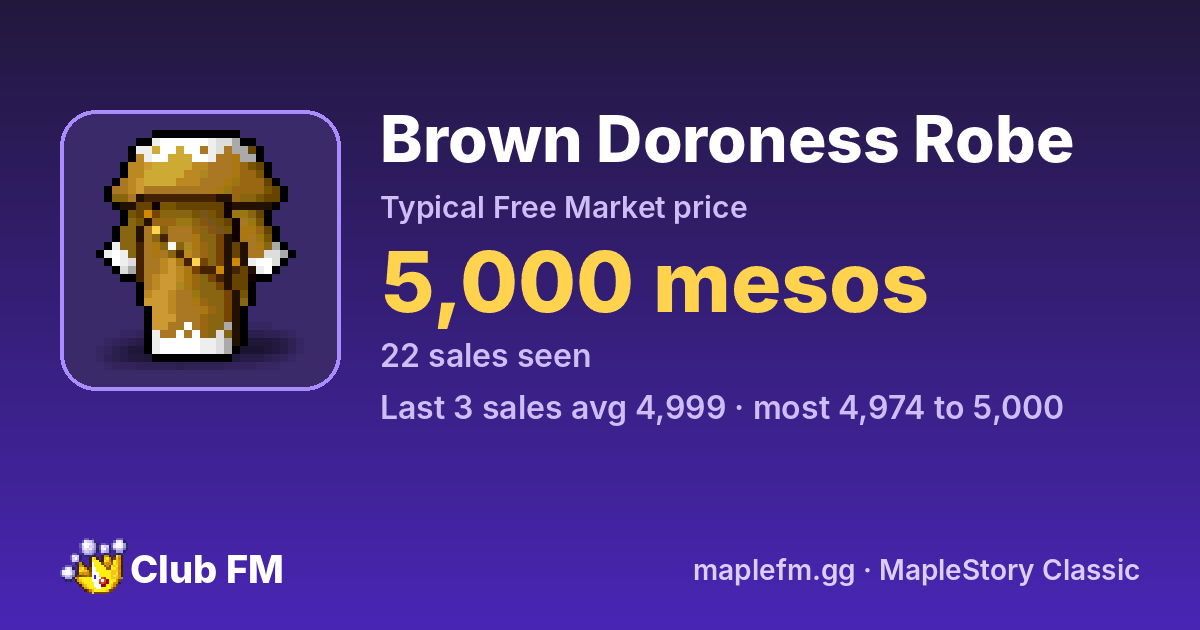 Brown Doroness Robe
Typical Free Market price
5,000 mesos
22 sales seen
Last 3 sales avg 4,999 · most 4,974 to 5,000
Club FM
maplefm.gg · MapleStory Classic